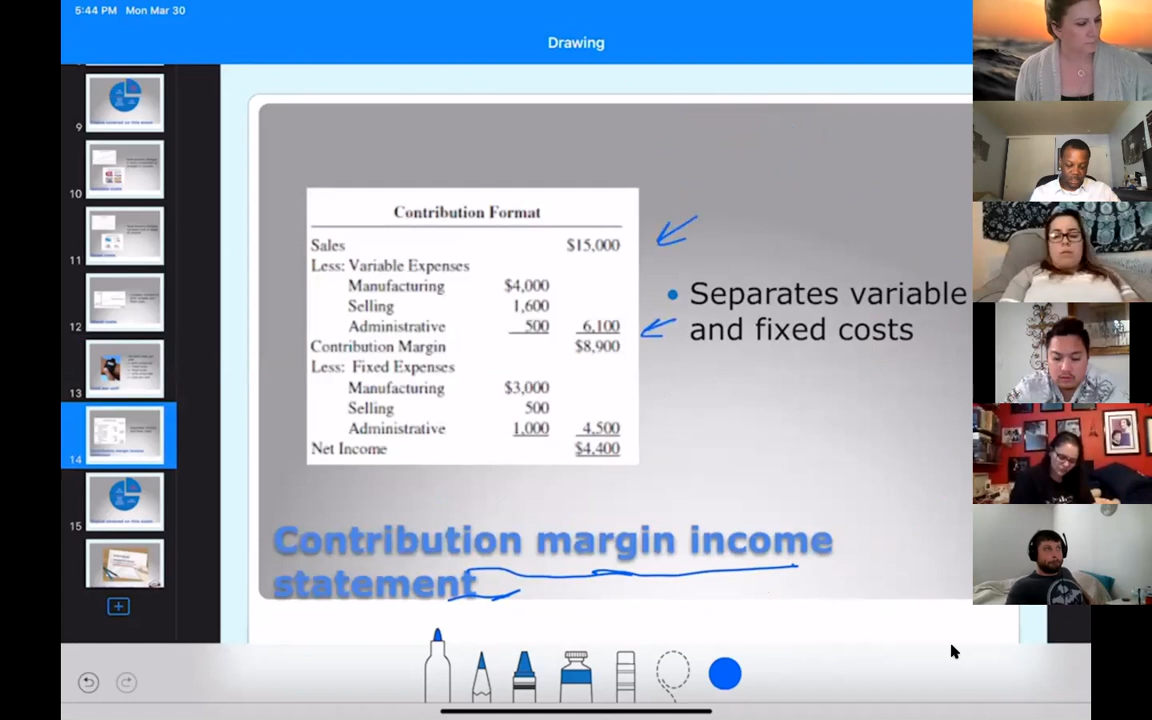 5:44 PM Mon Mar 30
Drawing
9
10
11
12
13
14
15
Contribution Format
Sales $15,000
Less: Variable Expenses
Manufacturing $4,000
Selling 1,600
Administrative 500 6,100
Contribution Margin $8,900
Less: Fixed Expenses
Manufacturing $3,000
Selling 500
Administrative 1,000 4,500
Net Income $4,400
• Separates variable
and fixed costs
Contribution margin income
statement